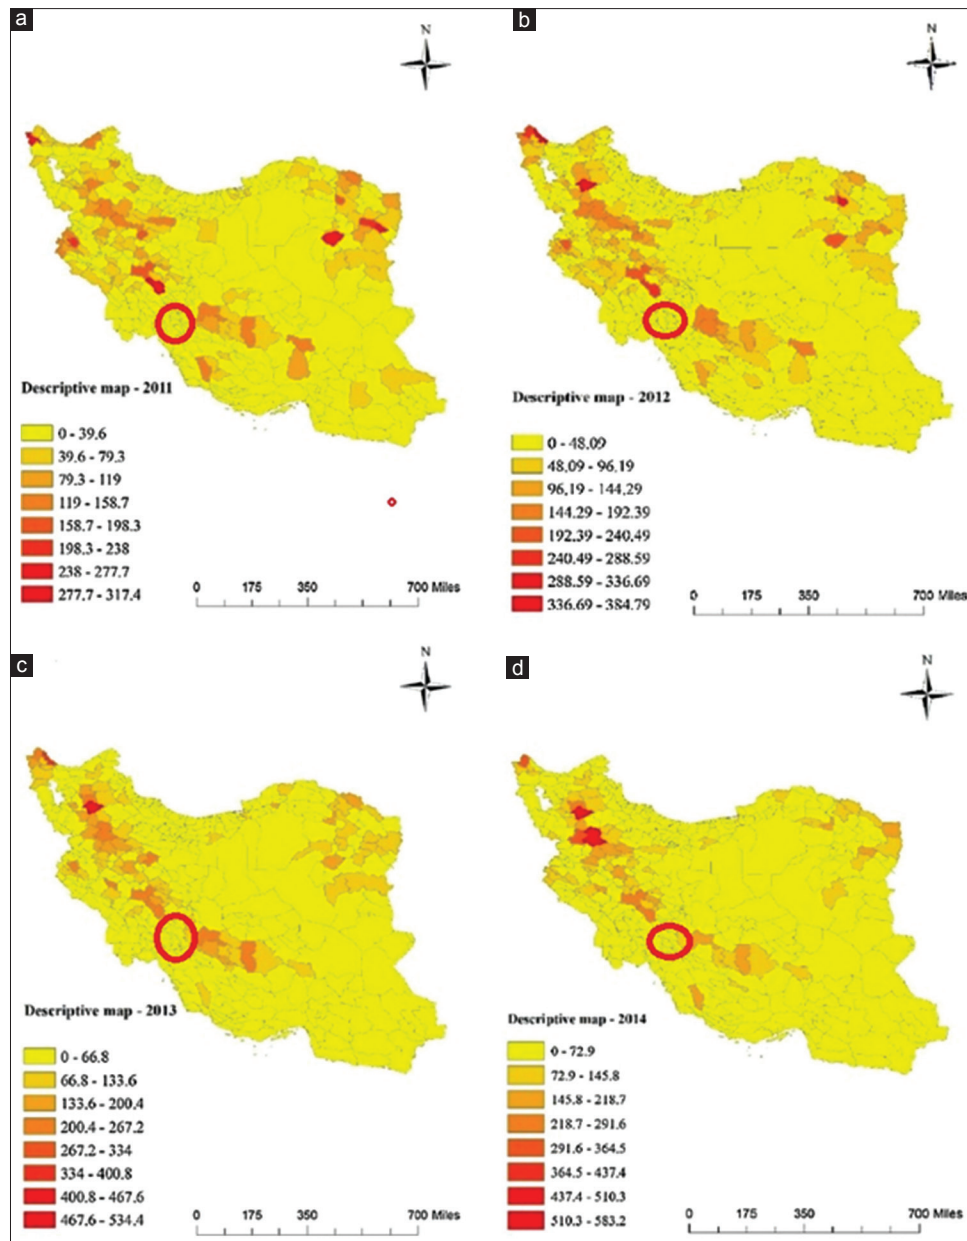 a
N
Descriptive map - 2011
0 - 39.6
39.6 - 79.3
79.3 - 119
119 - 158.7
158.7 - 198.3
198.3 - 238
238 - 277.7
277.7 - 317.4
0 175 350 700 Miles
b
N
Descriptive map - 2012
0 - 48.09
48.09 - 96.19
96.19 - 144.29
144.29 - 192.39
192.39 - 240.49
240.49 - 288.59
288.59 - 336.69
336.69 - 384.79
0 175 350 700 Miles
c
N
Descriptive map - 2013
0 - 66.8
66.8 - 133.6
133.6 - 200.4
200.4 - 267.2
267.2 - 334
334 - 400.8
400.8 - 467.6
467.6 - 534.4
0 175 350 700 Miles
d
N
Descriptive map - 2014
0 - 72.9
72.9 - 145.8
145.8 - 218.7
218.7 - 291.6
291.6 - 364.5
364.5 - 437.4
437.4 - 510.3
510.3 - 583.2
0 175 350 700 Miles